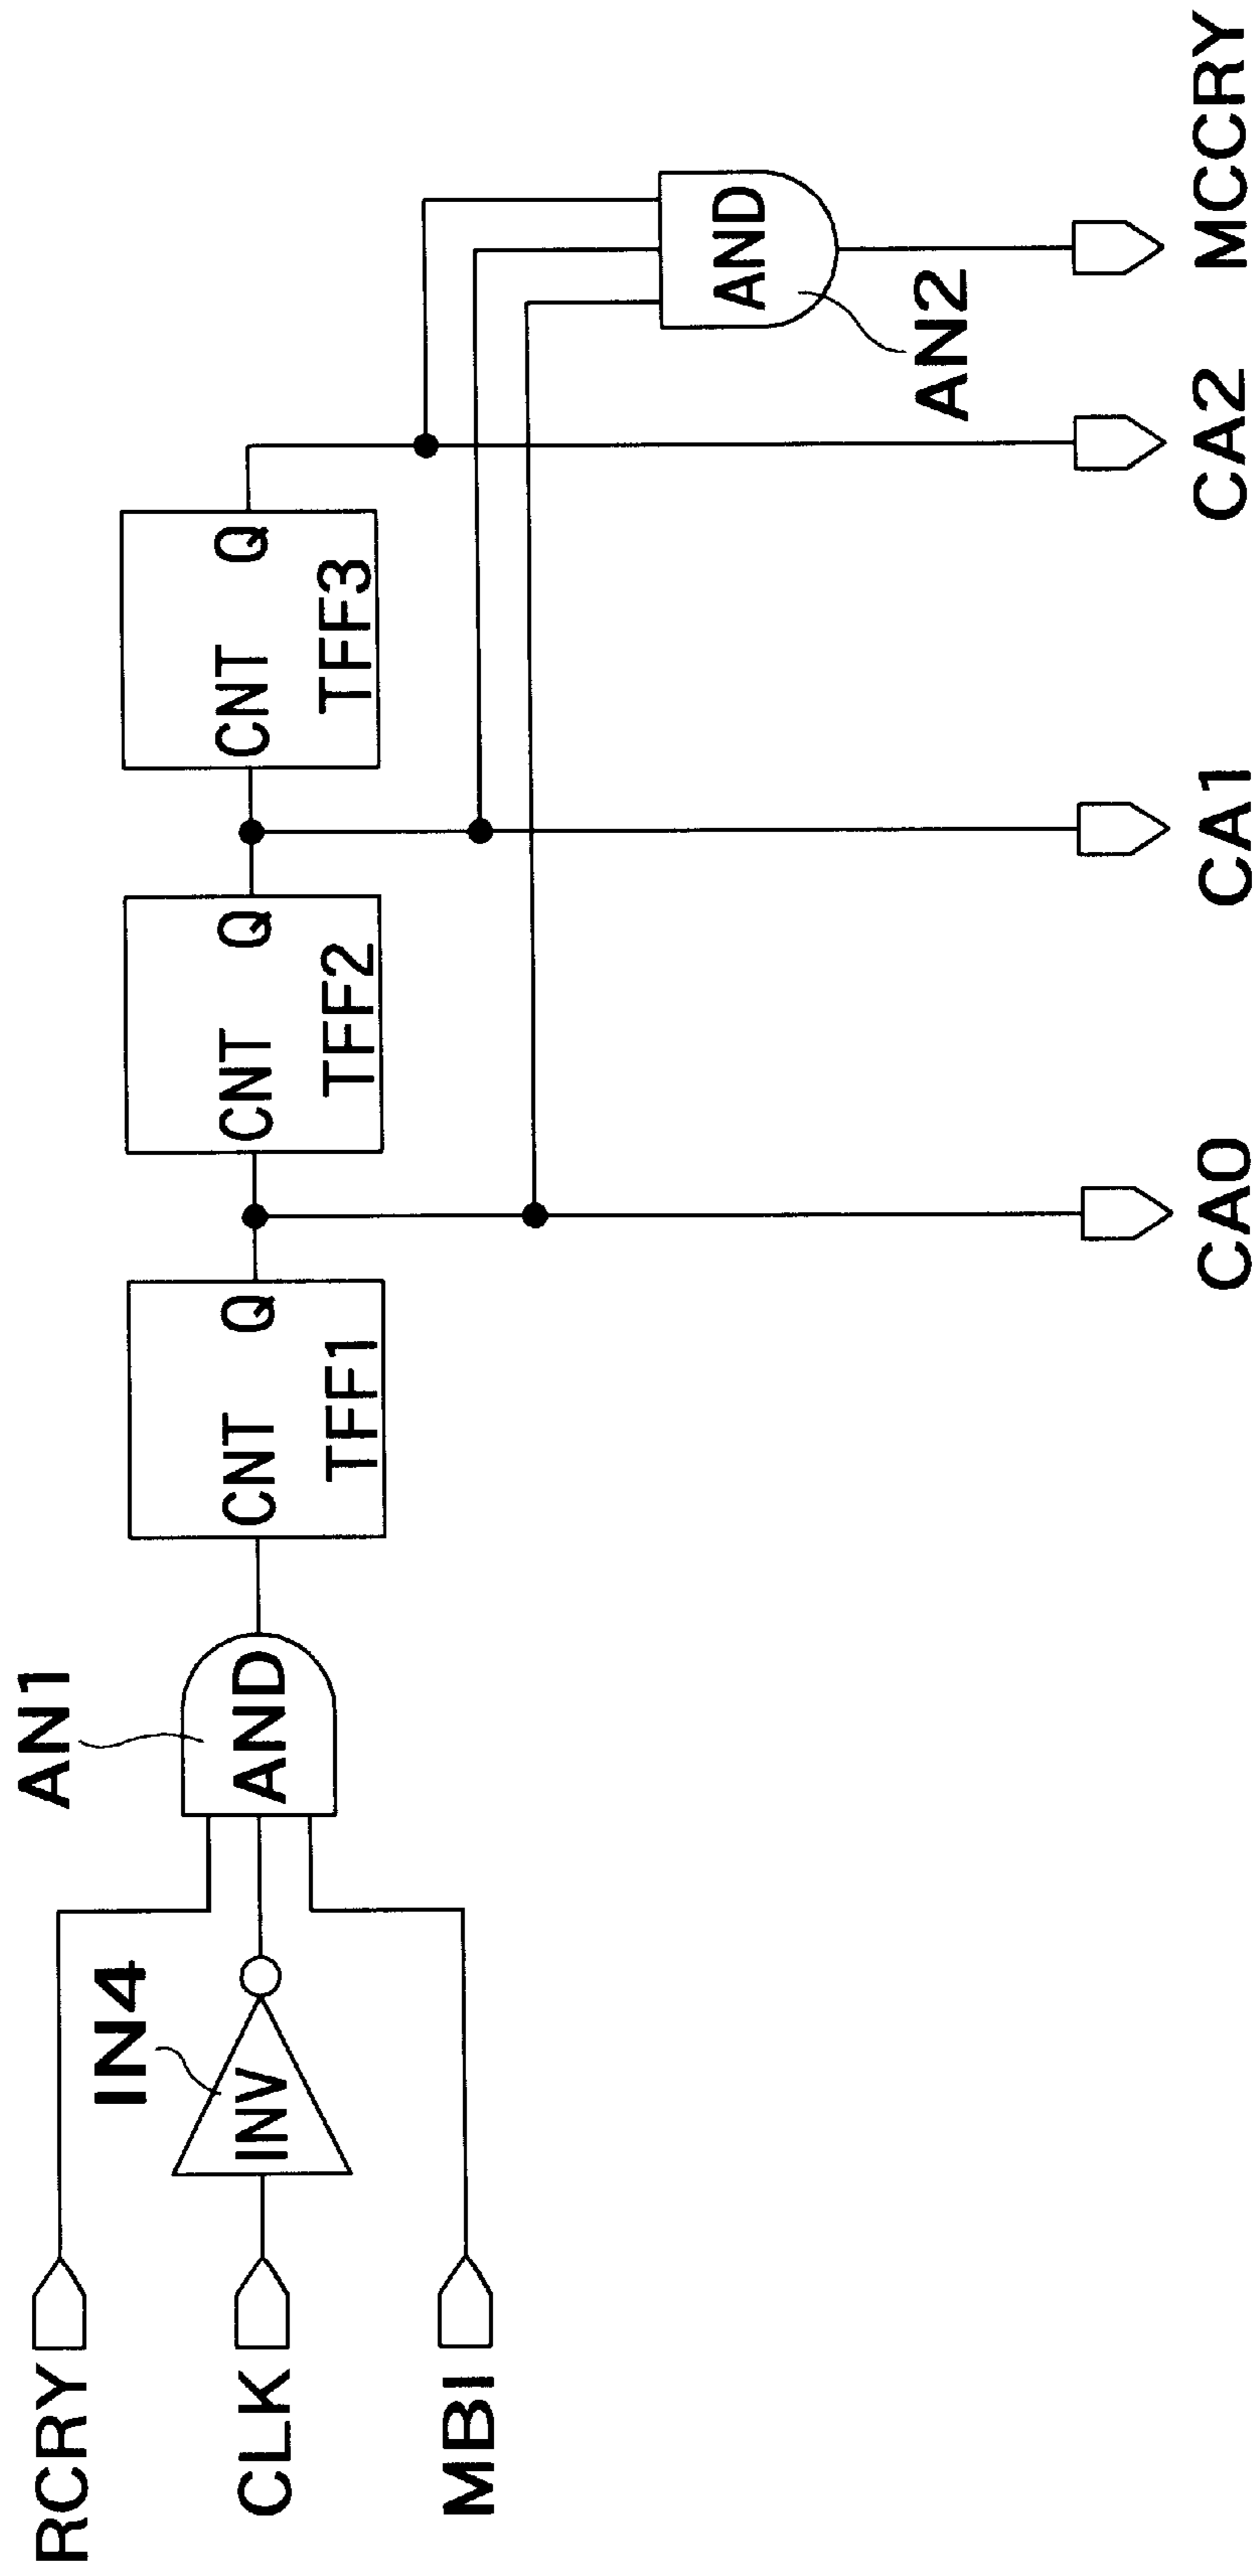 RCRY
CLK
MBI
IN4
INV
AN1
AND
CNT
Q
TFF1
CNT
Q
TFF2
CNT
Q
TFF3
AND
AN2
CA0
CA1
CA2
MCCRY